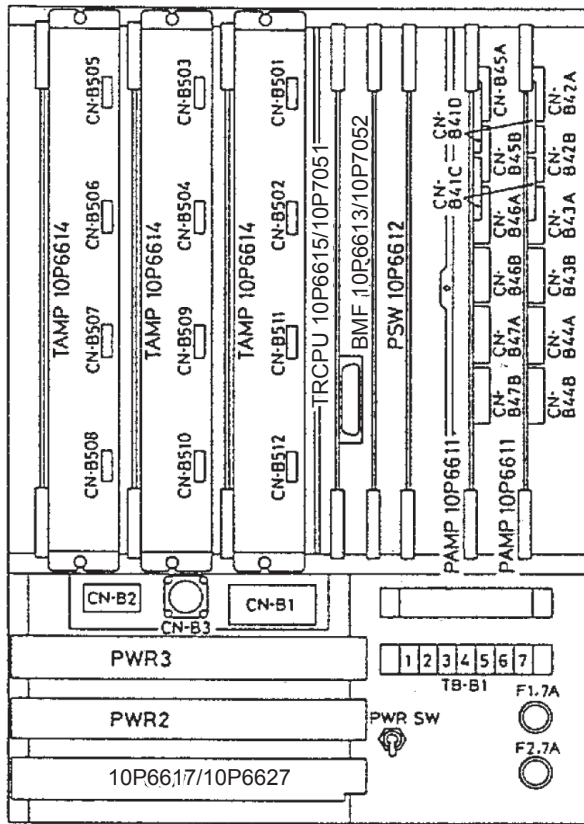 CN-B505
CN-B506
CN-B507
CN-B508
TAMP 10P6614
CN-B503
CN-B504
CN-B509
CN-B510
TAMP 10P6614
CN-B501
CN-B502
CN-B511
CN-B512
TRCPU 10P6615/10P7051
BMF 10P6613/10P7052
PSW 10P6612
PAMP 10P6611
CN-B41D
CN-B41C
CN-B45A
CN-B45B
CN-B46A
CN-B46B
CN-B47A
CN-B47B
PAMP 10P6611
CN-B42A
CN-B42B
CN-B43A
CN-B43B
CN-B44A
CN-B44B
CN-B2
CN-B3
CN-B1
PWR3
1 2 3 4 5 6 7
TB-B1
F1.7A
PWR2
PWR SW
F2.7A
10P6617/10P6627